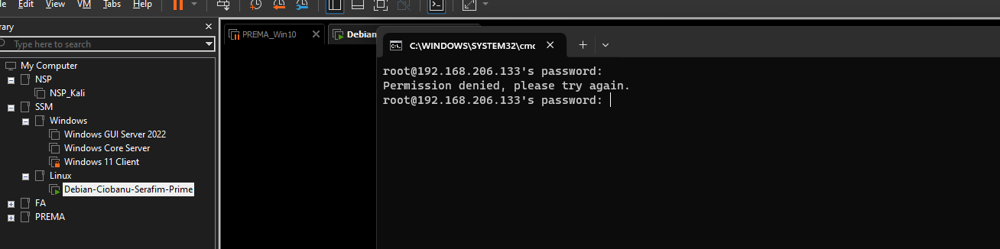 Edit View VM Tabs Help
PREMA_Win10
Debian
C:\WINDOWS\SYSTEM32\cmd
Type here to search
My Computer
NSP
NSP_Kali
SSM
Windows
Windows GUI Server 2022
Windows Core Server
Windows 11 Client
Linux
Debian-Ciobanu-Serafim-Prime
FA
PREMA
root@192.168.206.133's password:
Permission denied, please try again.
root@192.168.206.133's password: